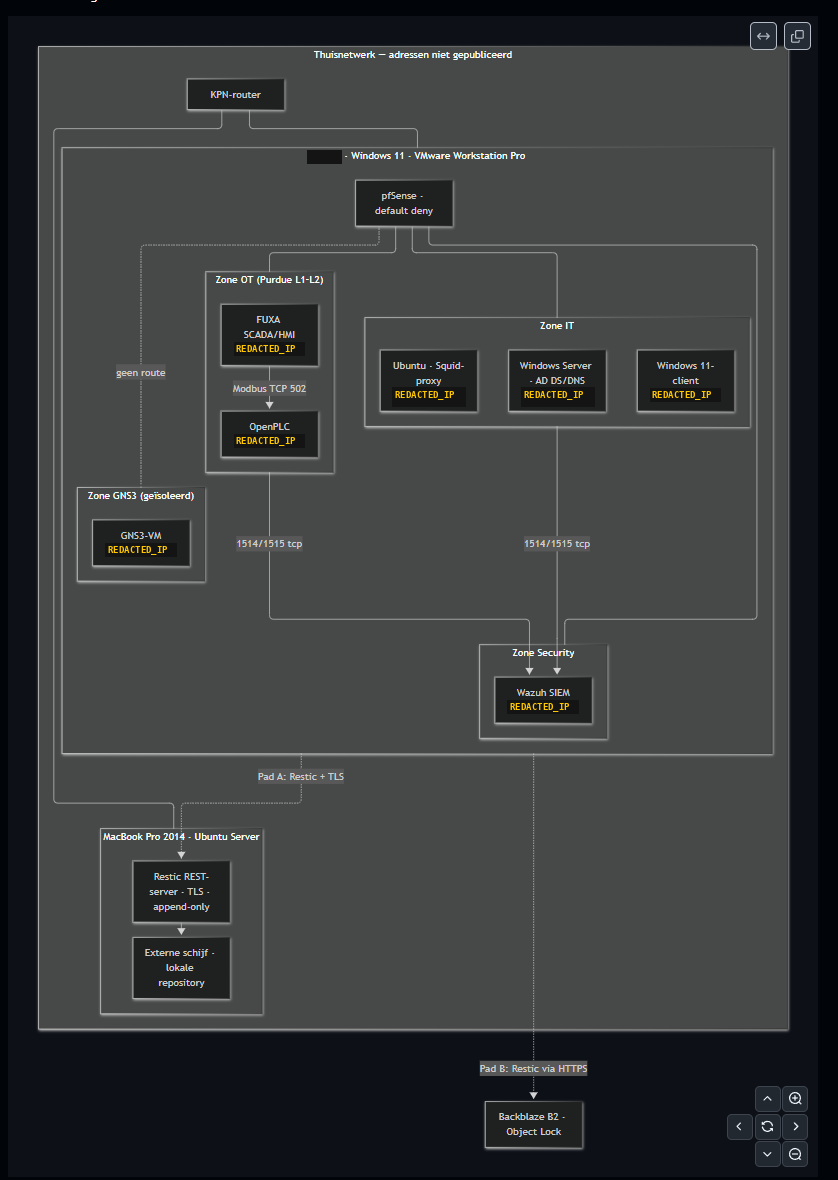 Thuisnetwerk — adressen niet gepubliceerd
KPN-router
- Windows 11 - VMware Workstation Pro
pfSense -
default deny
Zone OT (Purdue L1-L2)
FUXA
SCADA/HMI
REDACTED_IP
Modbus TCP 502
OpenPLC
REDACTED_IP
Zone IT
Ubuntu - Squid-
proxy
REDACTED_IP
Windows Server
- AD DS/DNS
REDACTED_IP
Windows 11-
client
REDACTED_IP
geen route
Zone GNS3 (geïsoleerd)
GNS3-VM
REDACTED_IP
1514/1515 tcp
1514/1515 tcp
Zone Security
Wazuh SIEM
REDACTED_IP
Pad A: Restic + TLS
MacBook Pro 2014 - Ubuntu Server
Restic REST-
server - TLS -
append-only
Externe schijf -
lokale
repository
Pad B: Restic via HTTPS
Backblaze B2 -
Object Lock